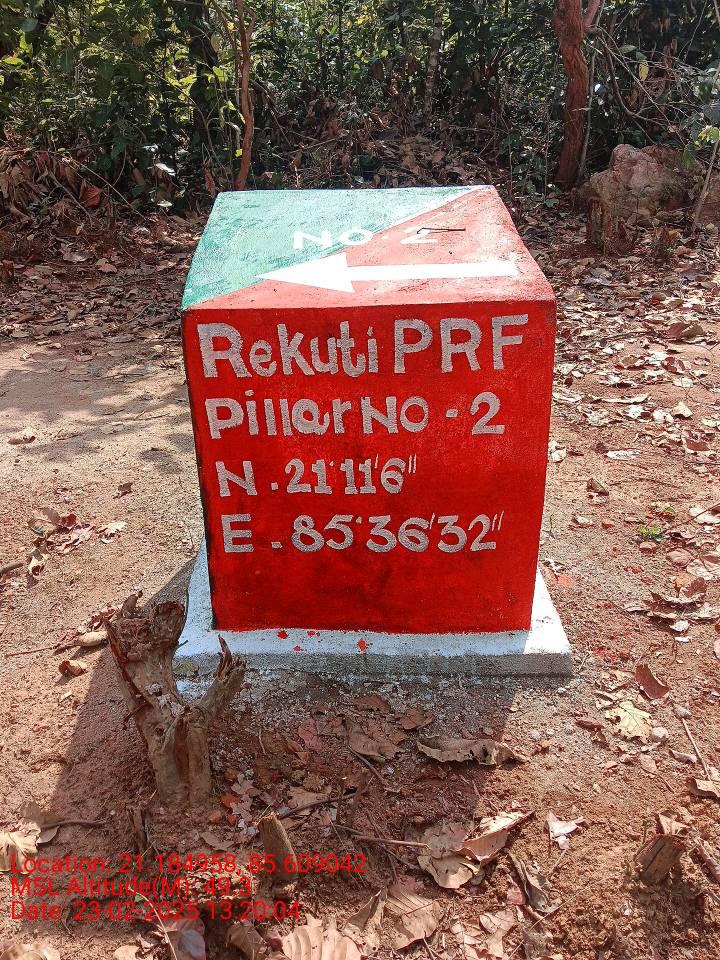 NO-2
Rekuti PRF
Pillar No - 2
N. 21°11'6"
E. 85°36'32"
Location: 21.184958, 85.609042
MSL Altitude(M): 49.3
Date: 23-02-2025 13:20:04